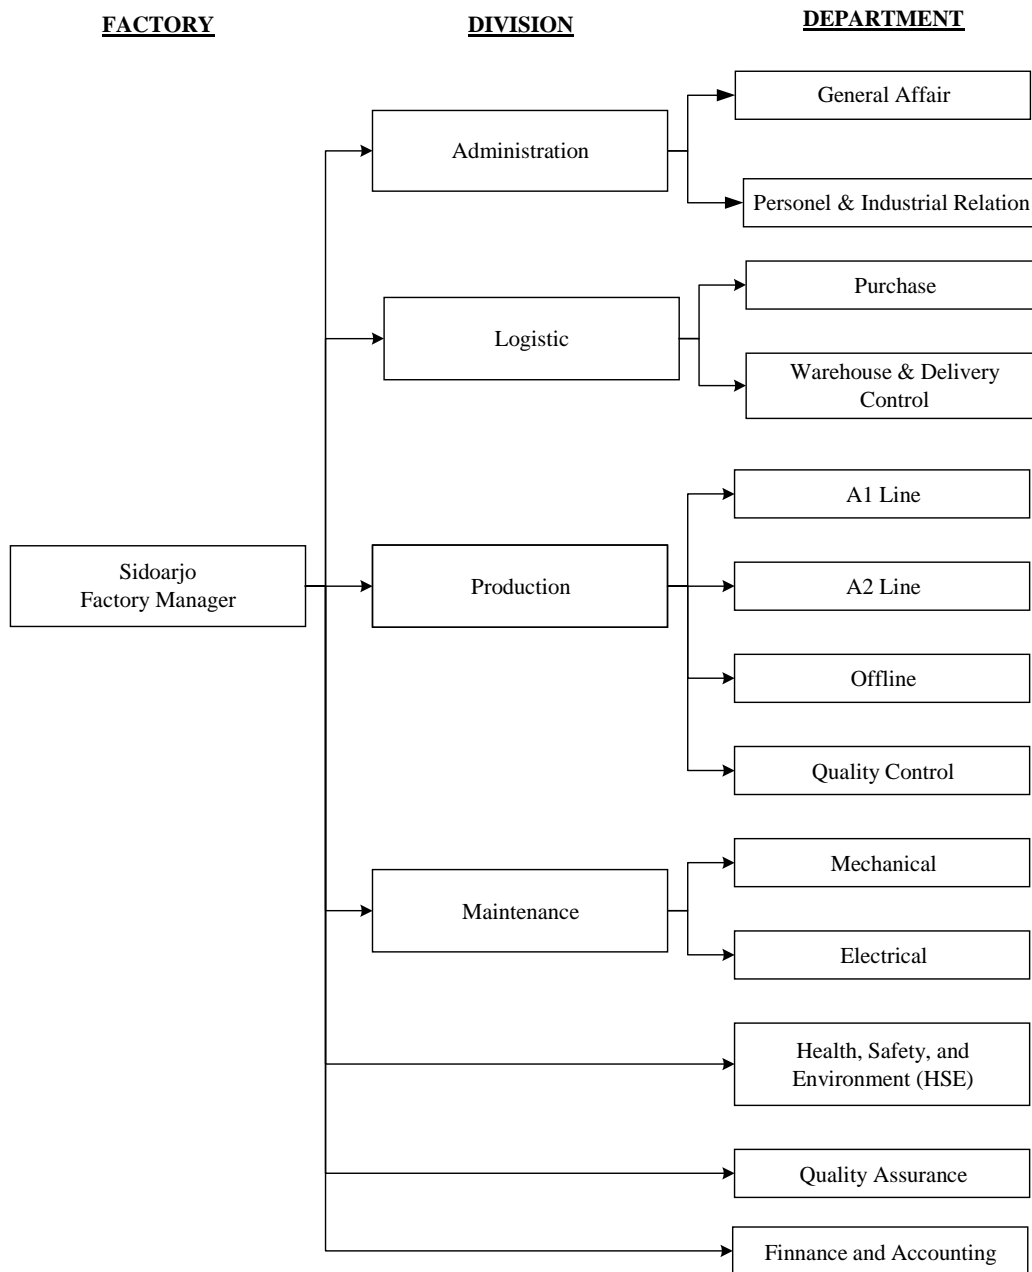 FACTORY
DIVISION
DEPARTMENT
General Affair
Administration
Personel & Industrial Relation
Purchase
Logistic
Warehouse & Delivery
Control
A1 Line
Sidoarjo
Factory Manager
Production
A2 Line
Offline
Quality Control
Mechanical
Maintenance
Electrical
Health, Safety, and
Environment (HSE)
Quality Assurance
Finnance and Accounting